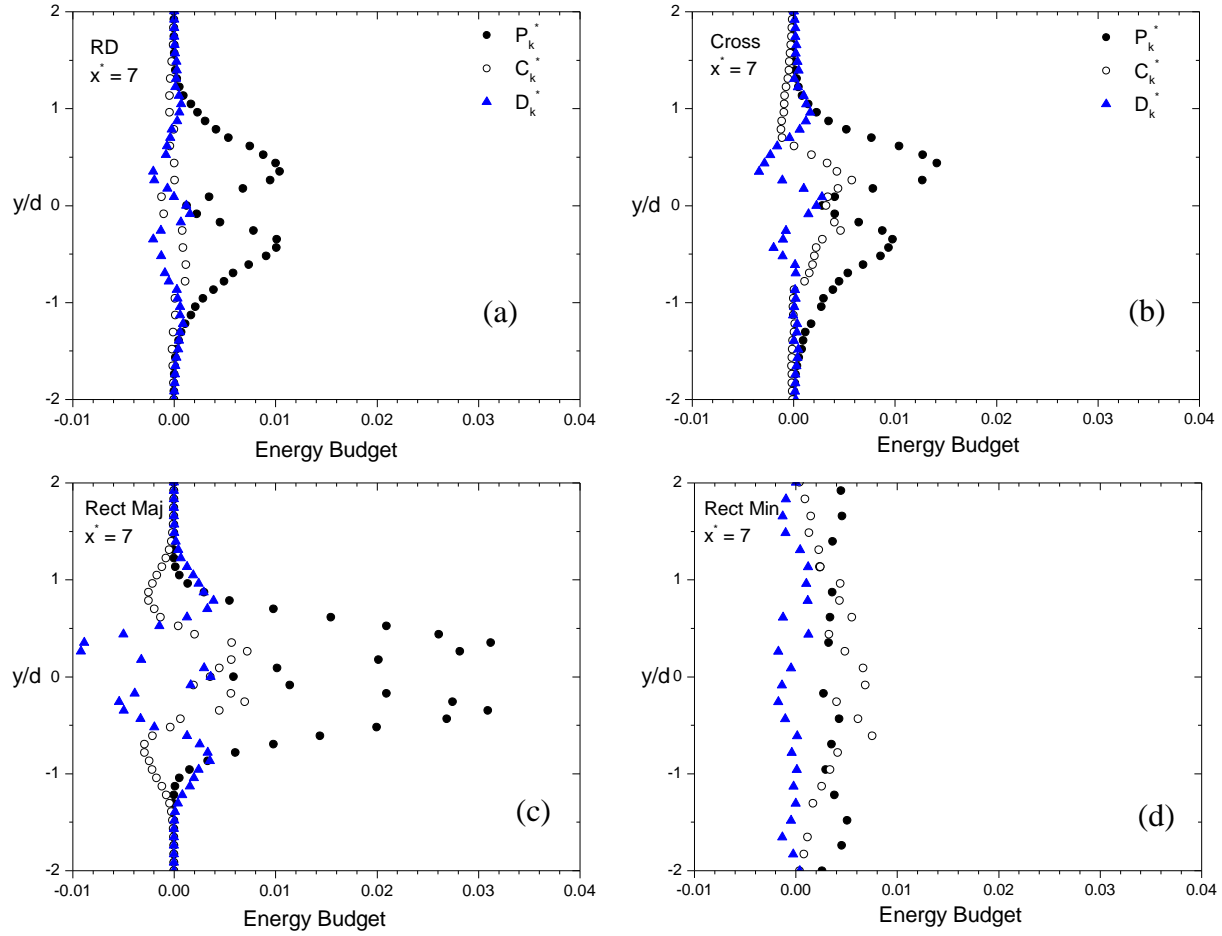 RD
x* = 7
P_k*
C_k*
D_k*
(a)
y/d
2
1
0
-1
-2
-0.01 0.00 0.01 0.02 0.03 0.04
Energy Budget
Cross
x* = 7
P_k*
C_k*
D_k*
(b)
y/d
2
1
0
-1
-2
-0.01 0.00 0.01 0.02 0.03 0.04
Energy Budget
Rect Maj
x* = 7
(c)
y/d
2
1
0
-1
-2
-0.01 0.00 0.01 0.02 0.03 0.04
Energy Budget
Rect Min
x* = 7
(d)
y/d
2
1
0
-1
-2
-0.01 0.00 0.01 0.02 0.03 0.04
Energy Budget